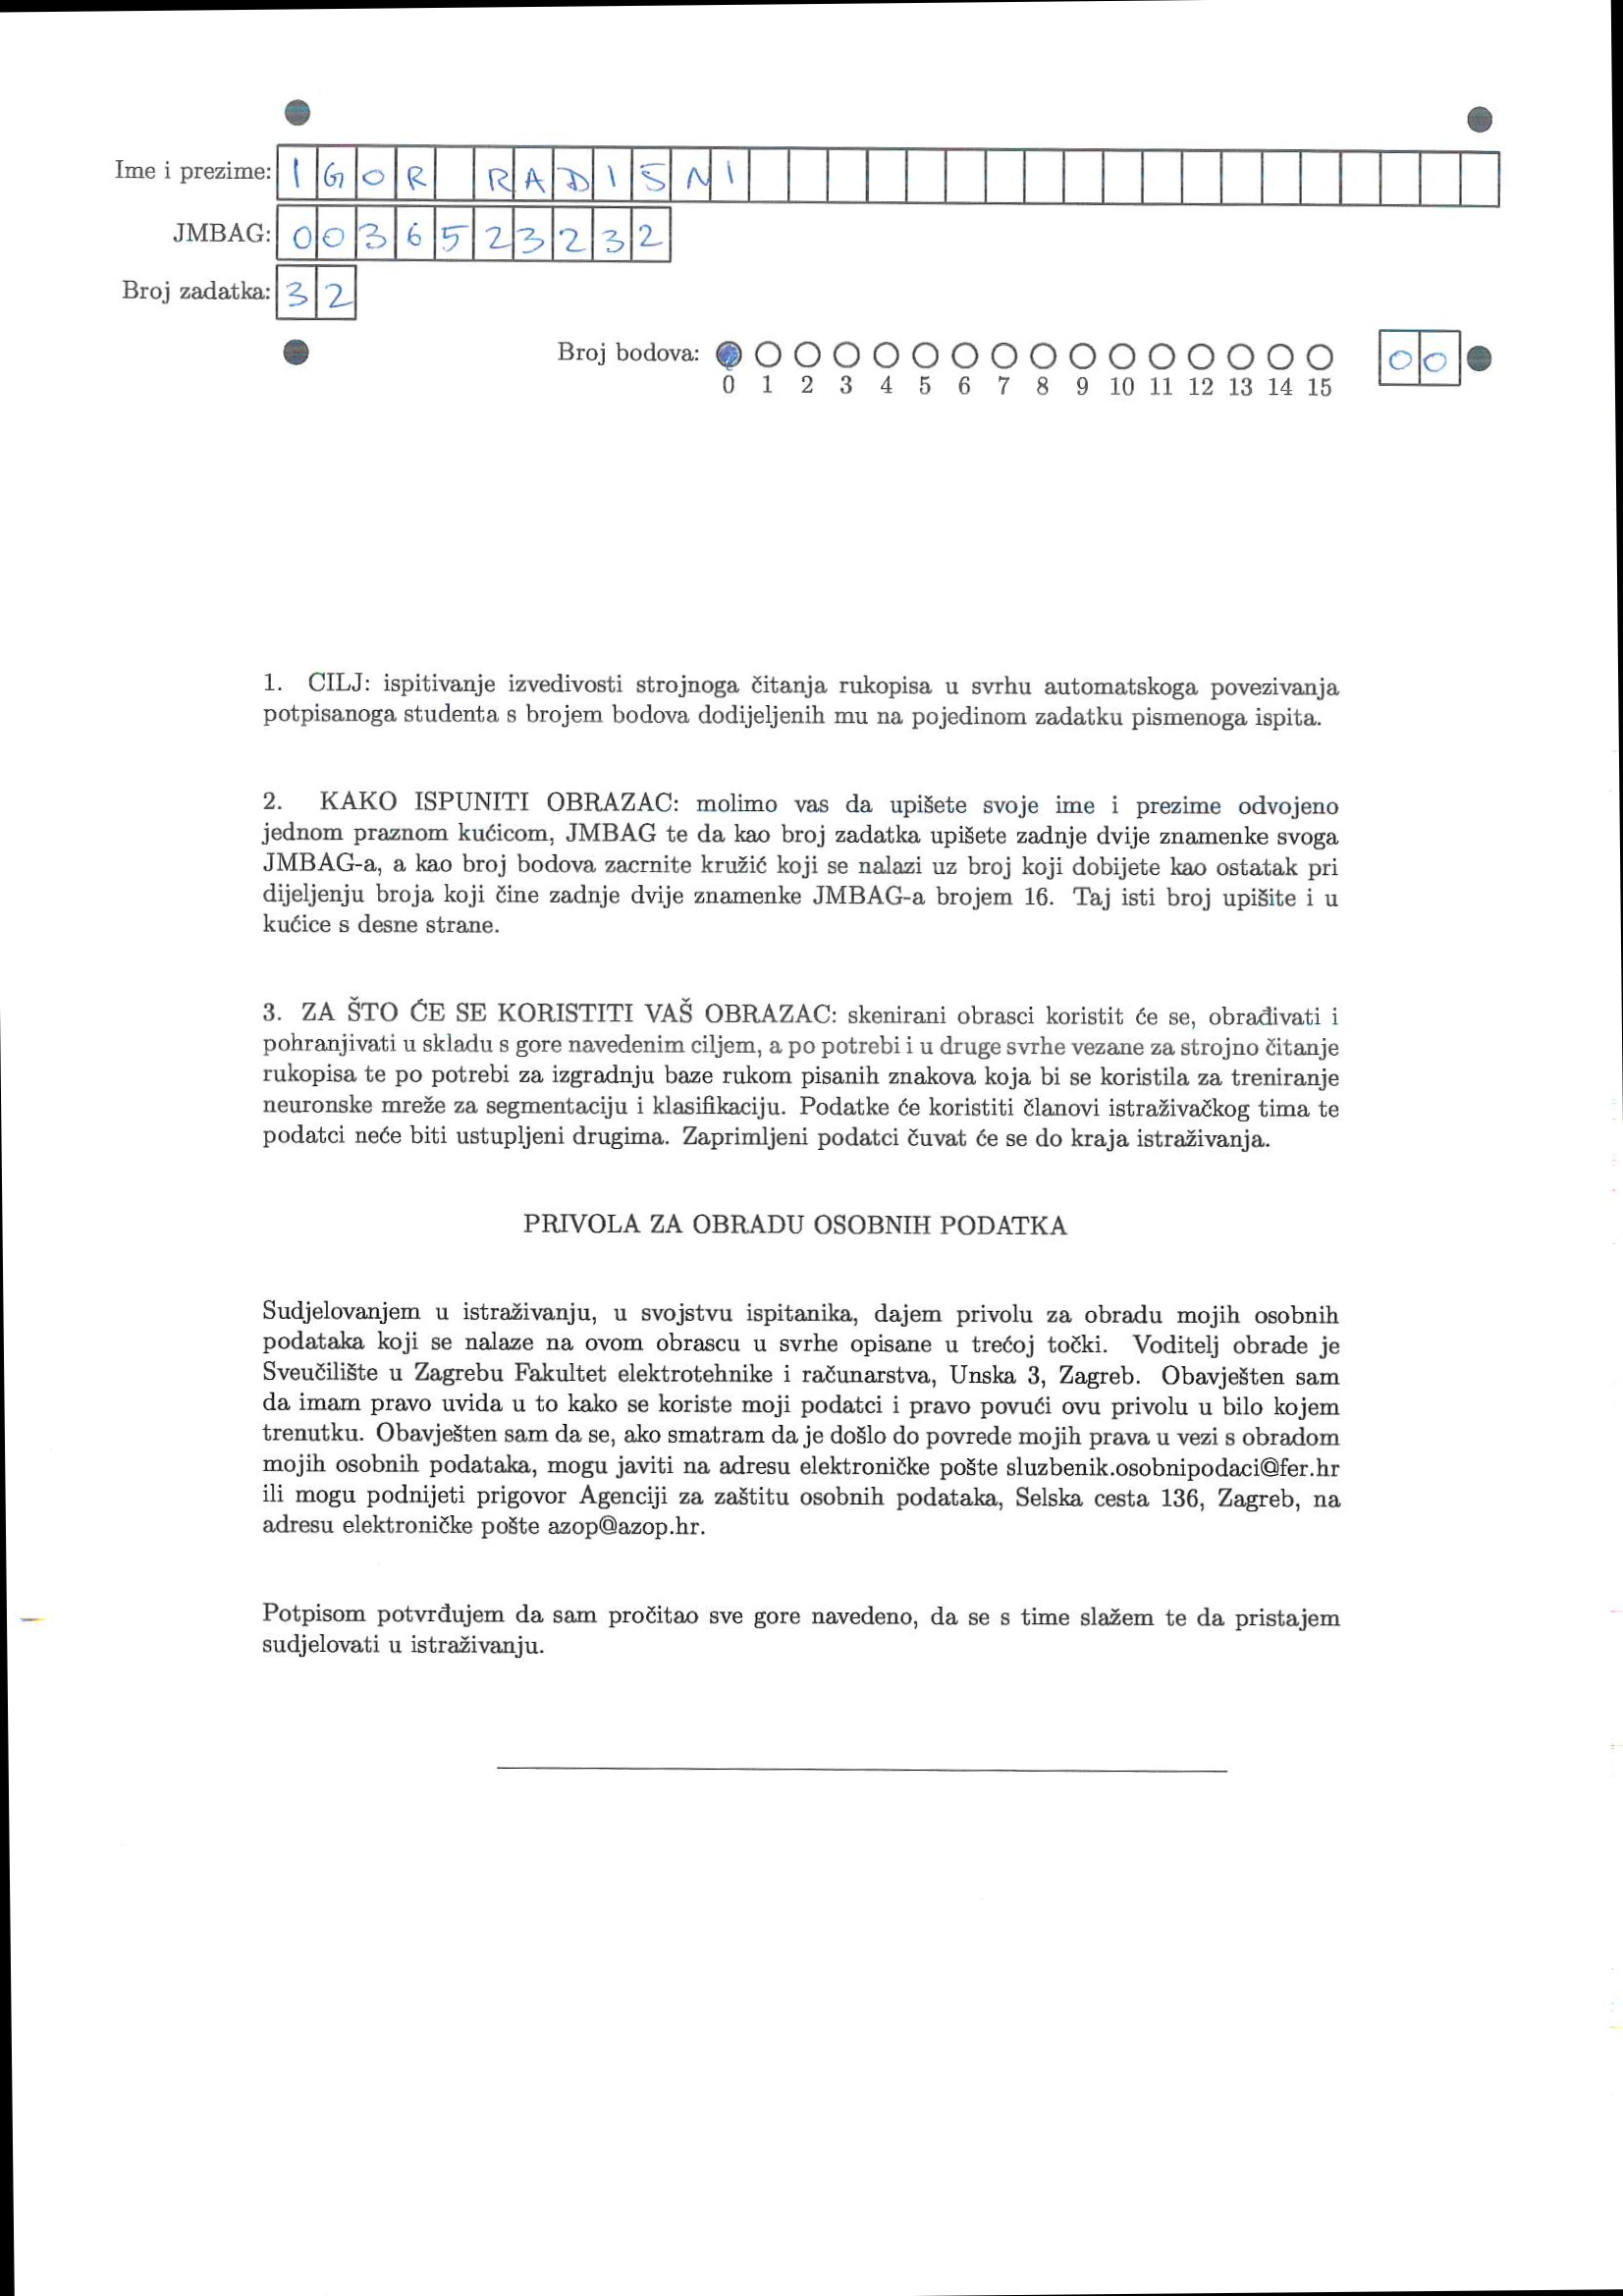 Ime i prezime: IGOR RADISNI
JMBAG: 0036523232
Broj zadatka: 32
Broj bodova: 00
0 1 2 3 4 5 6 7 8 9 10 11 12 13 14 15
1. CILJ: ispitivanje izvedivosti strojnoga čitanja rukopisa u svrhu automatskoga povezivanja
potpisanoga studenta s brojem bodova dodijeljenih mu na pojedinom zadatku pismenoga ispita.
2. KAKO ISPUNITI OBRAZAC: molimo vas da upišete svoje ime i prezime odvojeno
jednom praznom kućicom, JMBAG te da kao broj zadatka upišete zadnje dvije znamenke svoga
JMBAG-a, a kao broj bodova zacrnite kružić koji se nalazi uz broj koji dobijete kao ostatak pri
dijeljenju broja koji čine zadnje dvije znamenke JMBAG-a brojem 16. Taj isti broj upišite i u
kućice s desne strane.
3. ZA ŠTO ĆE SE KORISTITI VAŠ OBRAZAC: skenirani obrasci koristit će se, obrađivati i
pohranjivati u skladu s gore navedenim ciljem, a po potrebi i u druge svrhe vezane za strojno čitanje
rukopisa te po potrebi za izgradnju baze rukom pisanih znakova koja bi se koristila za treniranje
neuronske mreže za segmentaciju i klasifikaciju. Podatke će koristiti članovi istraživačkog tima te
podatci neće biti ustupljeni drugima. Zaprimljeni podatci čuvat će se do kraja istraživanja.
PRIVOLA ZA OBRADU OSOBNIH PODATKA
Sudjelovanjem u istraživanju, u svojstvu ispitanika, dajem privolu za obradu mojih osobnih
podataka koji se nalaze na ovom obrascu u svrhe opisane u trećoj točki. Voditelj obrade je
Sveučilište u Zagrebu Fakultet elektrotehnike i računarstva, Unska 3, Zagreb. Obavješten sam
da imam pravo uvida u to kako se koriste moji podatci i pravo povući ovu privolu u bilo kojem
trenutku. Obavješten sam da se, ako smatram da je došlo do povrede mojih prava u vezi s obradom
mojih osobnih podataka, mogu javiti na adresu elektroničke pošte sluzbenik.osobnipodaci@fer.hr
ili mogu podnijeti prigovor Agenciji za zaštitu osobnih podataka, Selska cesta 136, Zagreb, na
adresu elektroničke pošte azop@azop.hr.
Potpisom potvrđujem da sam pročitao sve gore navedeno, da se s time slažem te da pristajem
sudjelovati u istraživanju.